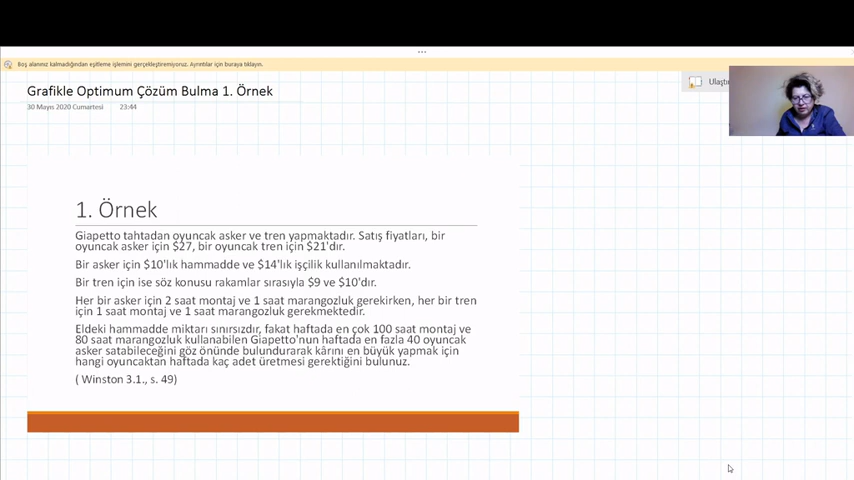 Boş alanınız kalmadığından eşitleme işlemini gerçekleştiremiyoruz. Ayrıntılar için buraya tıklayın.
Grafikle Optimum Çözüm Bulma 1. Örnek
30 Mayıs 2020 Cumartesi 23:44
Ulaştı
1. Örnek
Giapetto tahtadan oyuncak asker ve tren yapmaktadır. Satış fiyatları, bir
oyuncak asker için $27, bir oyuncak tren için $21'dır.
Bir asker için $10'lık hammadde ve $14'lık işçilik kullanılmaktadır.
Bir tren için ise söz konusu rakamlar sırasıyla $9 ve $10'dır.
Her bir asker için 2 saat montaj ve 1 saat marangozluk gerekirken, her bir tren
için 1 saat montaj ve 1 saat marangozluk gerekmektedir.
Eldeki hammadde miktarı sınırsızdır, fakat haftada en çok 100 saat montaj ve
80 saat marangozluk kullanabilen Giapetto'nun haftada en fazla 40 oyuncak
asker satabileceğini göz önünde bulundurarak kârını en büyük yapmak için
hangi oyuncaktan haftada kaç adet üretmesi gerektiğini bulunuz.
( Winston 3.1., s. 49)